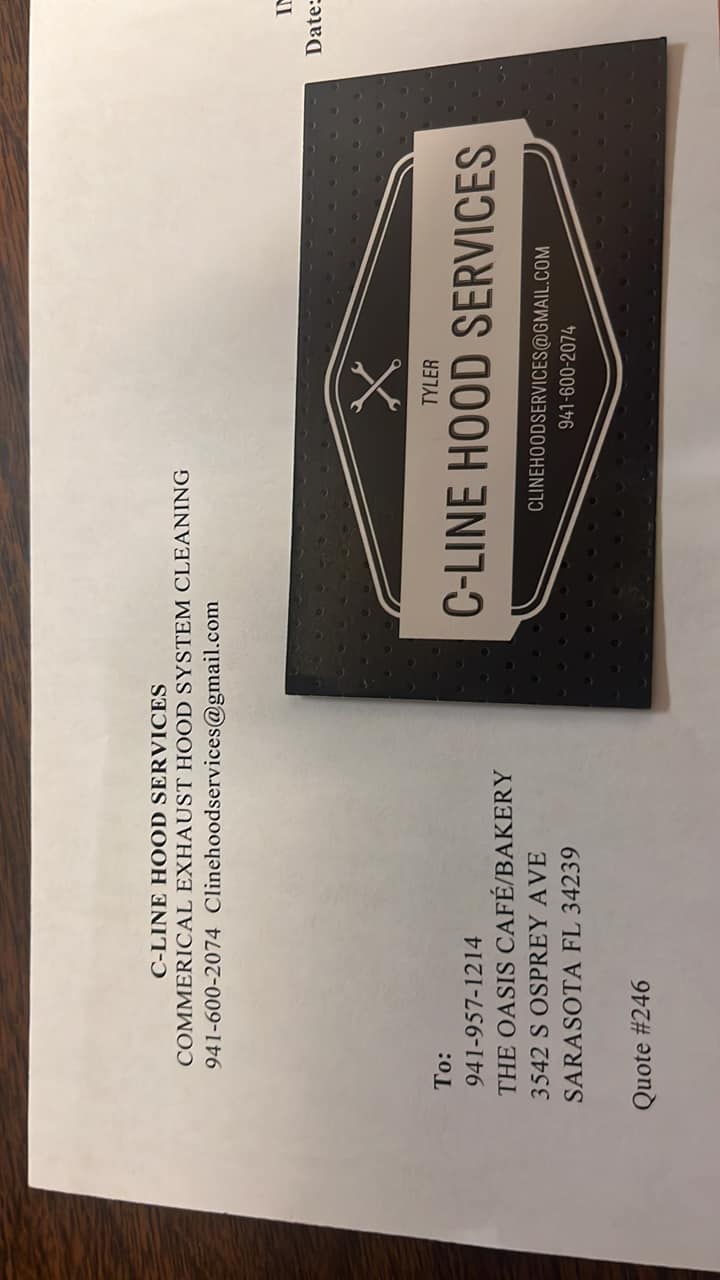 C-LINE HOOD SERVICES
COMMERICAL EXHAUST HOOD SYSTEM CLEANING
941-600-2074 Clinehoodservices@gmail.com
Date:
To:
941-957-1214
THE OASIS CAFÉ/BAKERY
3542 S OSPREY AVE
SARASOTA FL 34239
Quote #246
TYLER
C-LINE HOOD SERVICES
CLINEHOODSERVICES@GMAIL.COM
941-600-2074